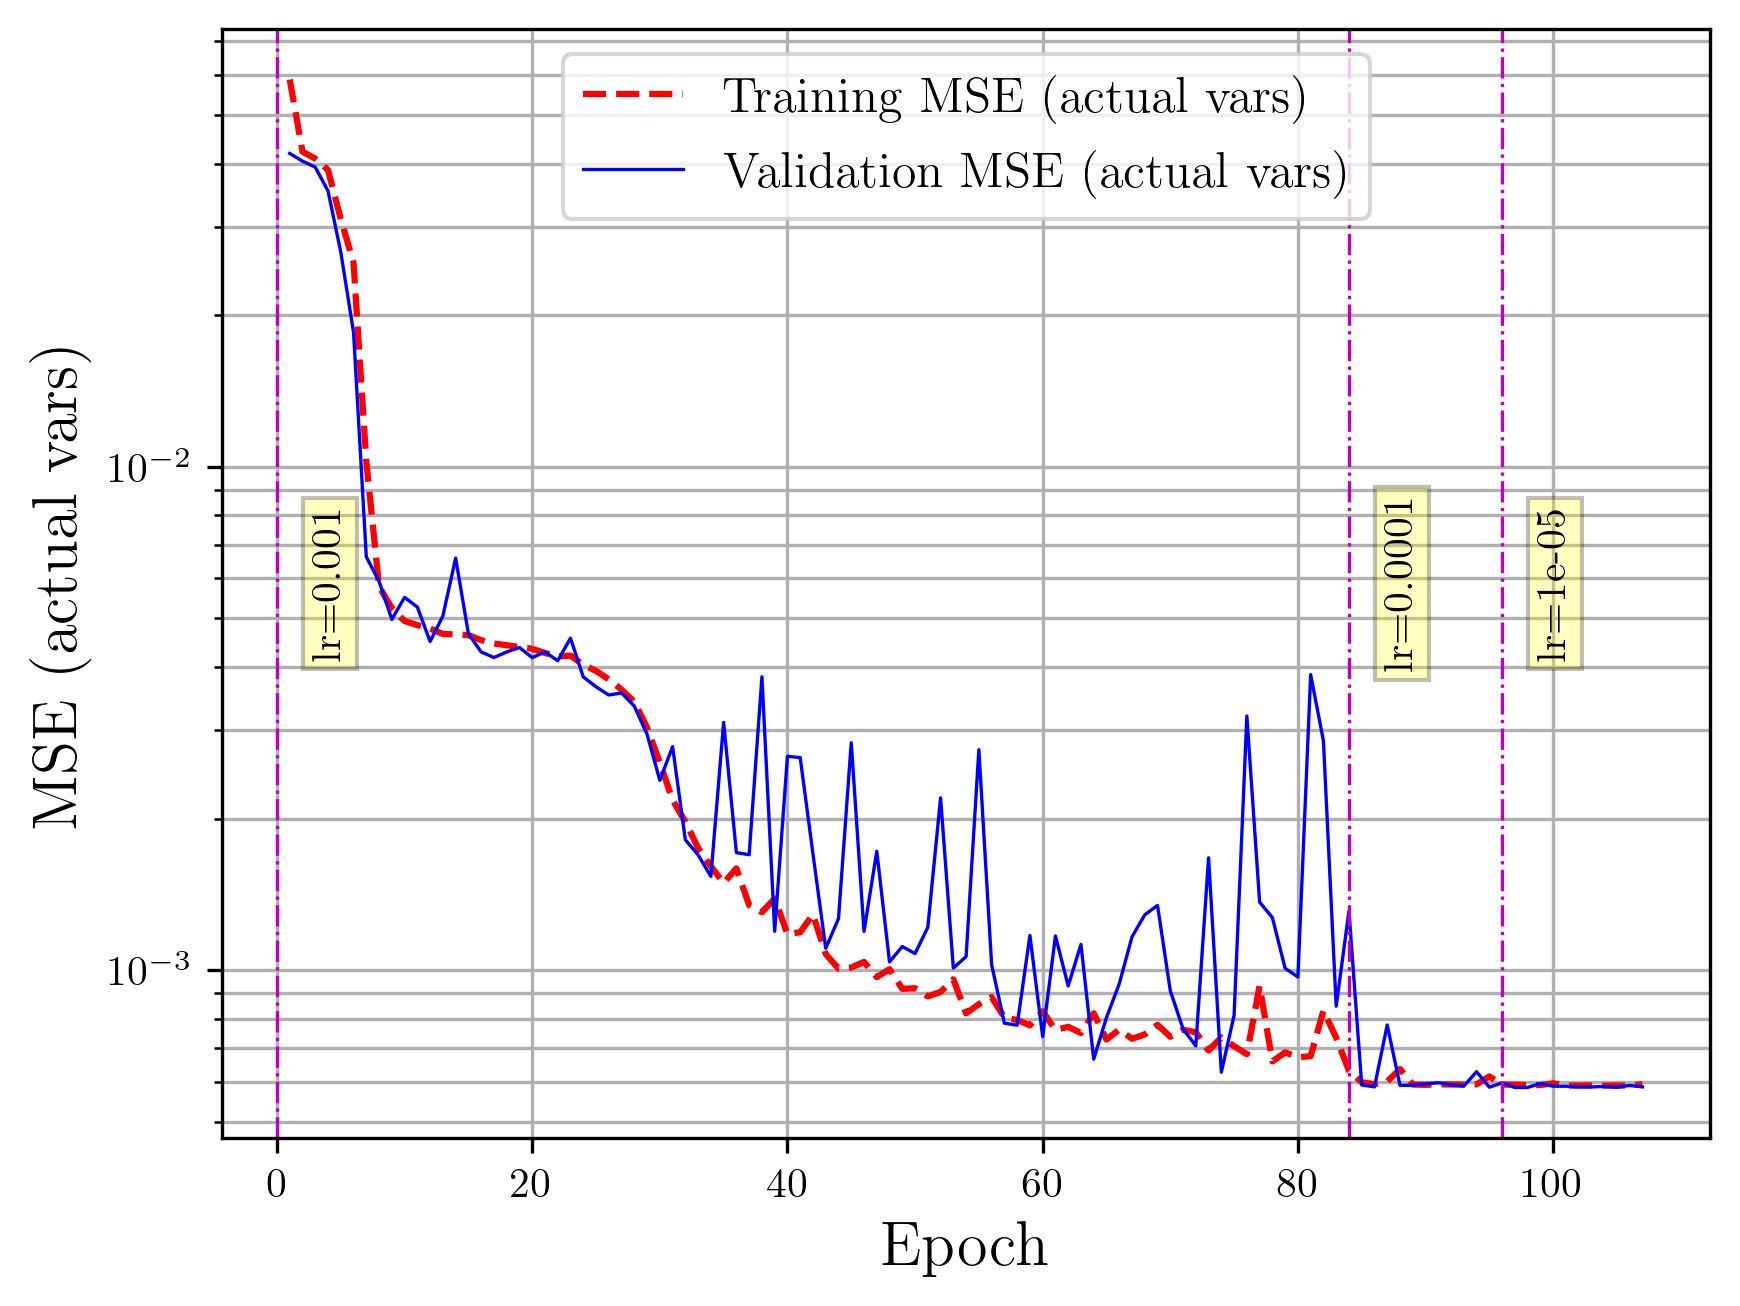 Training MSE (actual vars)
Validation MSE (actual vars)
MSE (actual vars)
10⁻²
10⁻³
lr=0.001
lr=0.0001
lr=1e-05
0 20 40 60 80 100
Epoch